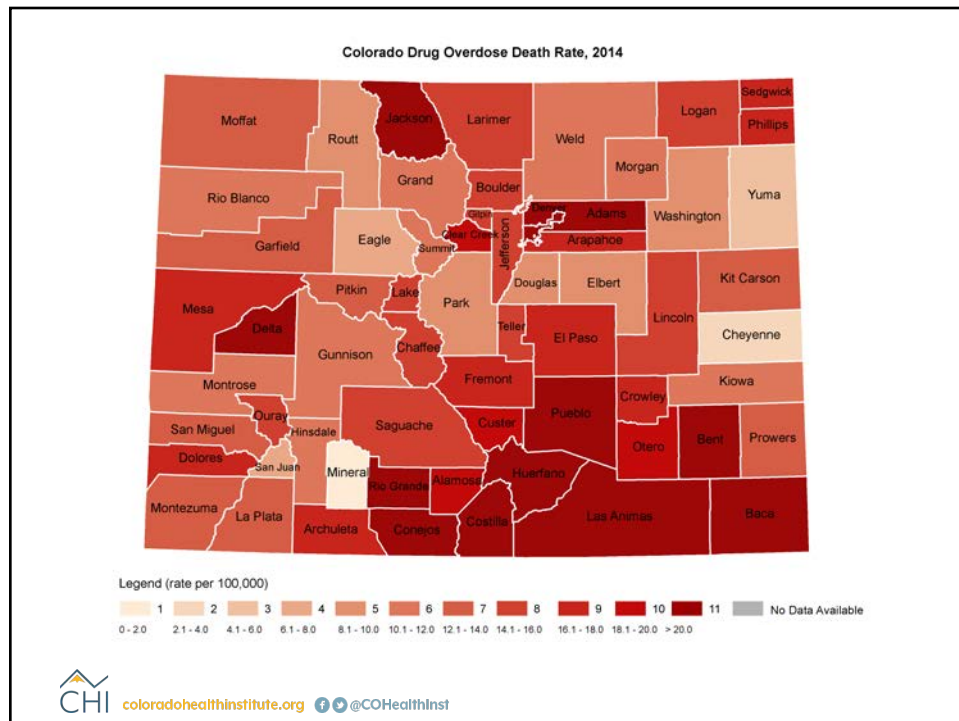 Colorado Drug Overdose Death Rate, 2014
Moffat
Routt
Jackson
Larimer
Weld
Logan
Sedgwick
Phillips
Morgan
Grand
Boulder
Rio Blanco
Yuma
Washington
Gilpin
Denver
Adams
Clear Creek
Jefferson
Arapahoe
Garfield
Eagle
Summit
Douglas
Elbert
Kit Carson
Pitkin
Lake
Park
Mesa
Delta
Lincoln
Teller
El Paso
Cheyenne
Gunnison
Chaffee
Fremont
Kiowa
Montrose
Crowley
Pueblo
Ouray
Saguache
Custer
San Miguel
Hinsdale
Otero
Bent
Prowers
Dolores
San Juan
Mineral
Rio Grande
Alamosa
Huerfano
Montezuma
La Plata
Archuleta
Conejos
Costilla
Las Animas
Baca
Legend (rate per 100,000)
1 2 3 4 5 6 7 8 9 10 11 No Data Available
0 - 2.0 2.1 - 4.0 4.1 - 6.0 6.1 - 8.0 8.1 - 10.0 10.1 - 12.0 12.1 - 14.0 14.1 - 16.0 16.1 - 18.0 18.1 - 20.0 > 20.0
CHI coloradohealthinstitute.org @COHealthInst